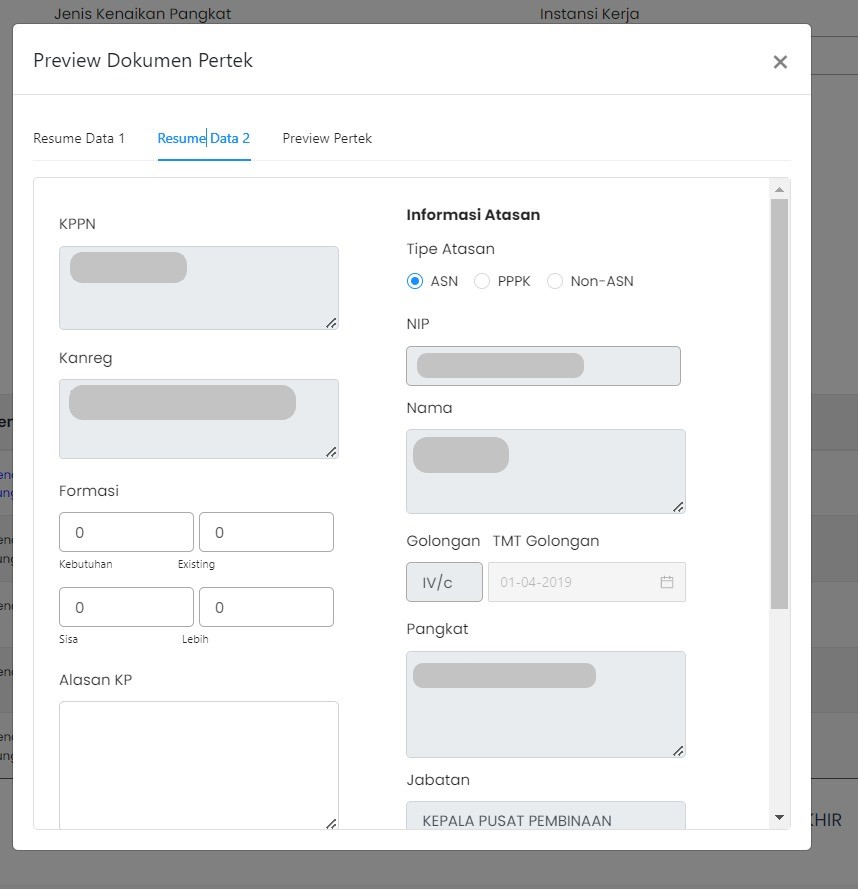 Jenis Kenaikan Pangkat
Instansi Kerja
Preview Dokumen Pertek
Resume Data 1
Resume Data 2
Preview Pertek
KPPN
Kanreg
Formasi
0
0
Kebutuhan
Existing
0
0
Sisa
Lebih
Alasan KP
Informasi Atasan
Tipe Atasan
ASN
PPPK
Non-ASN
NIP
Nama
Golongan
TMT Golongan
IV/c
01-04-2019
Pangkat
Jabatan
KEPALA PUSAT PEMBINAAN